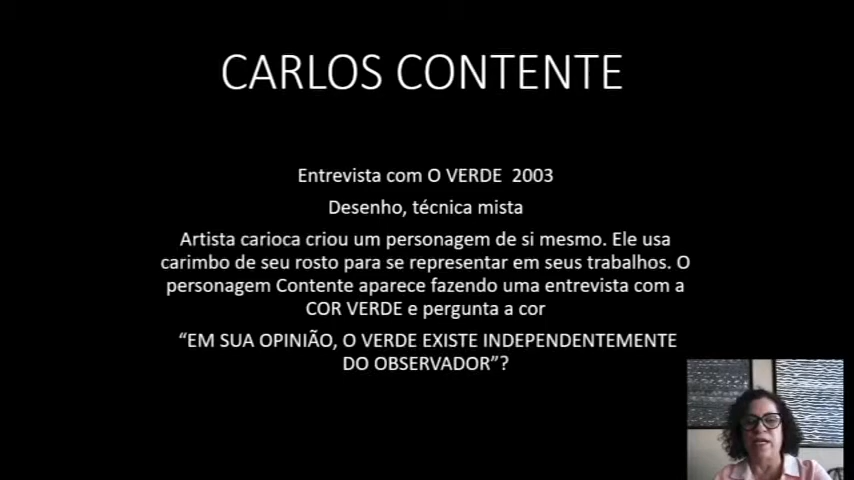 CARLOS CONTENTE
Entrevista com O VERDE 2003
Desenho, técnica mista
Artista carioca criou um personagem de si mesmo. Ele usa
carimbo de seu rosto para se representar em seus trabalhos. O
personagem Contente aparece fazendo uma entrevista com a
COR VERDE e pergunta a cor
“EM SUA OPINIÃO, O VERDE EXISTE INDEPENDENTEMENTE
DO OBSERVADOR”?